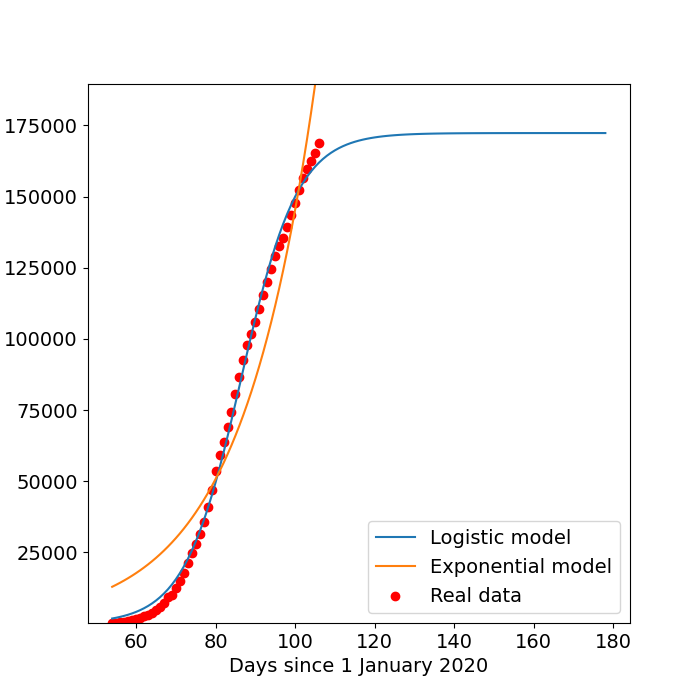 175000
150000
125000
100000
75000
50000
25000
60 80 100 120 140 160 180
Days since 1 January 2020
Logistic model
Exponential model
Real data